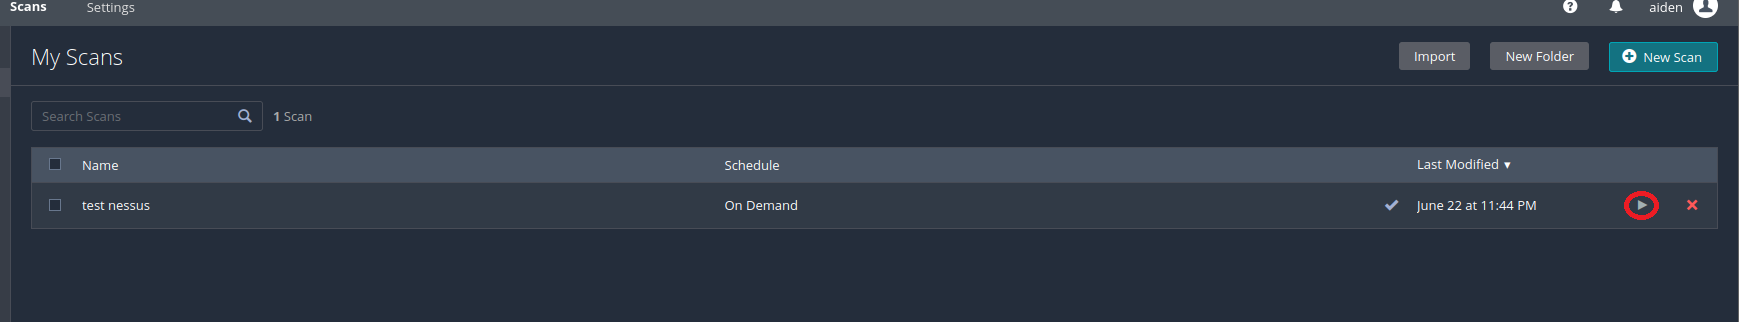 Scans Settings aiden
My Scans Import New Folder New Scan
Search Scans 1 Scan
Name Schedule Last Modified
test nessus On Demand June 22 at 11:44 PM